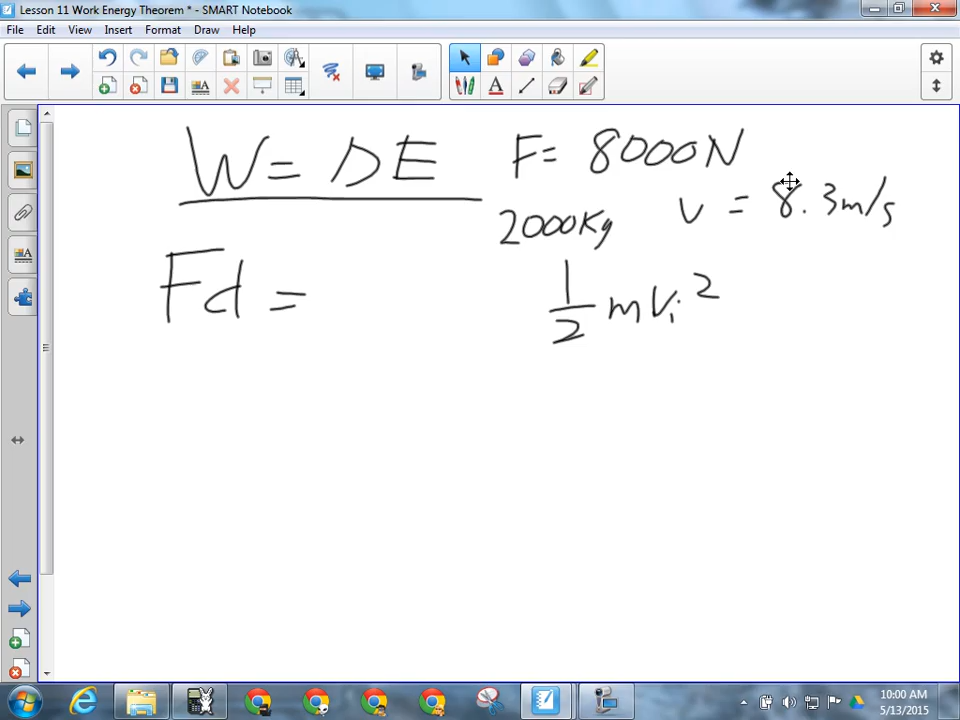 Lesson 11 Work Energy Theorem * - SMART Notebook
File Edit View Insert Format Draw Help
W = DE F = 8000N
2000Kg v = 8.3m/s
Fd = 1/2 mvi²
10:00 AM
5/13/2015